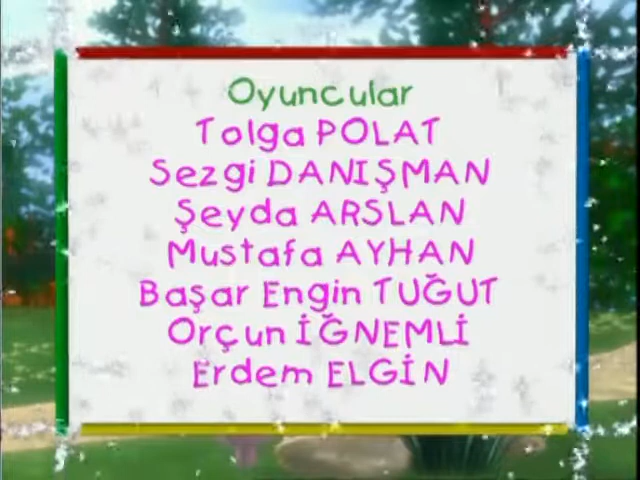 Oyuncular
Tolga POLAT
Sezgi DANIŞMAN
Şeyda ARSLAN
Mustafa AYHAN
Başar Engin TUĞUT
Orçun İĞNEMLİ
Erdem ELGİN